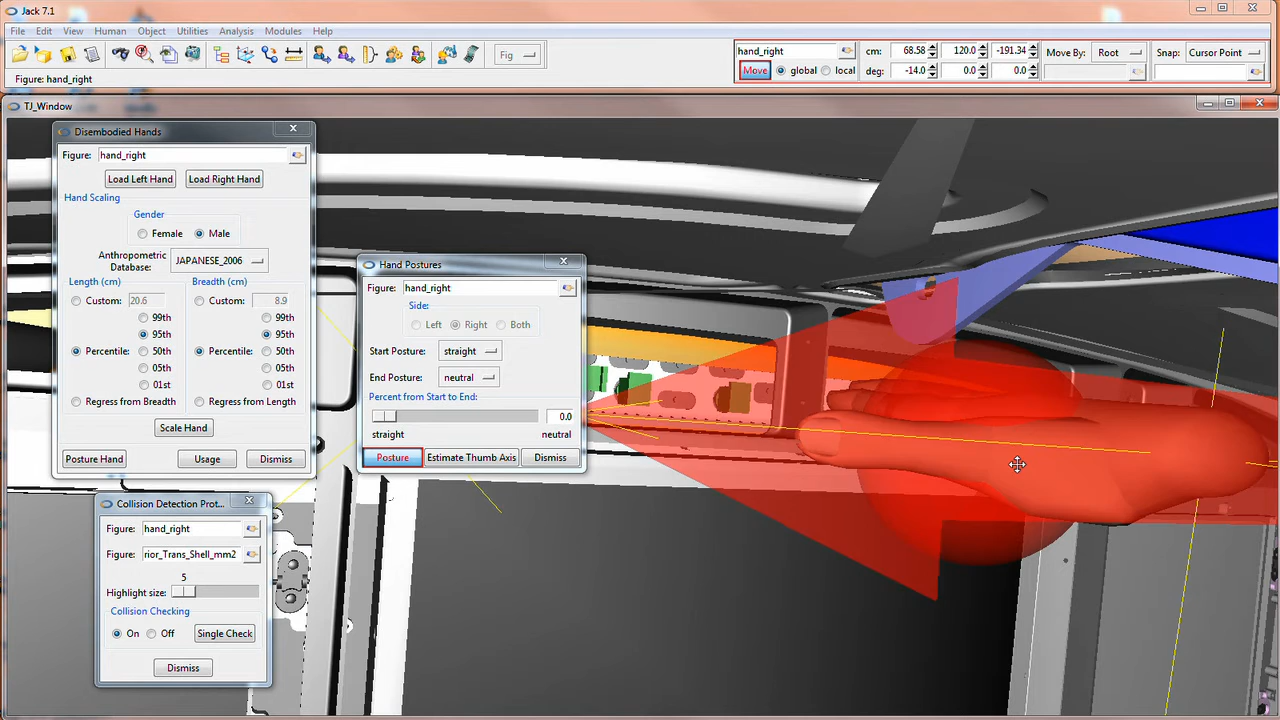 Jack 7.1
File Edit View Human Object Utilities Analysis Modules Help
Fig
hand_right cm: 68.58 120.0 -191.34 Move By: Root Snap: Cursor Point
Move global local deg: -14.0 0.0 0.0
Figure: hand_right
TJ_Window
Disembodied Hands
Figure: hand_right
Load Left Hand Load Right Hand
Hand Scaling
Gender
Female Male
Anthropometric
Database: JAPANESE_2006
Length (cm) Breadth (cm)
Custom: 20.6 Custom: 8.9
99th 99th
95th 95th
Percentile: 50th Percentile: 50th
05th 05th
01st 01st
Regress from Breadth Regress from Length
Scale Hand
Posture Hand Usage Dismiss
Hand Postures
Figure: hand_right
Side:
Left Right Both
Start Posture: straight
End Posture: neutral
Percent from Start to End:
0.0
straight neutral
Posture Estimate Thumb Axis Dismiss
Collision Detection Prot...
Figure: hand_right
Figure: rior_Trans_Shell_mm2
5
Highlight size:
Collision Checking
On Off Single Check
Dismiss